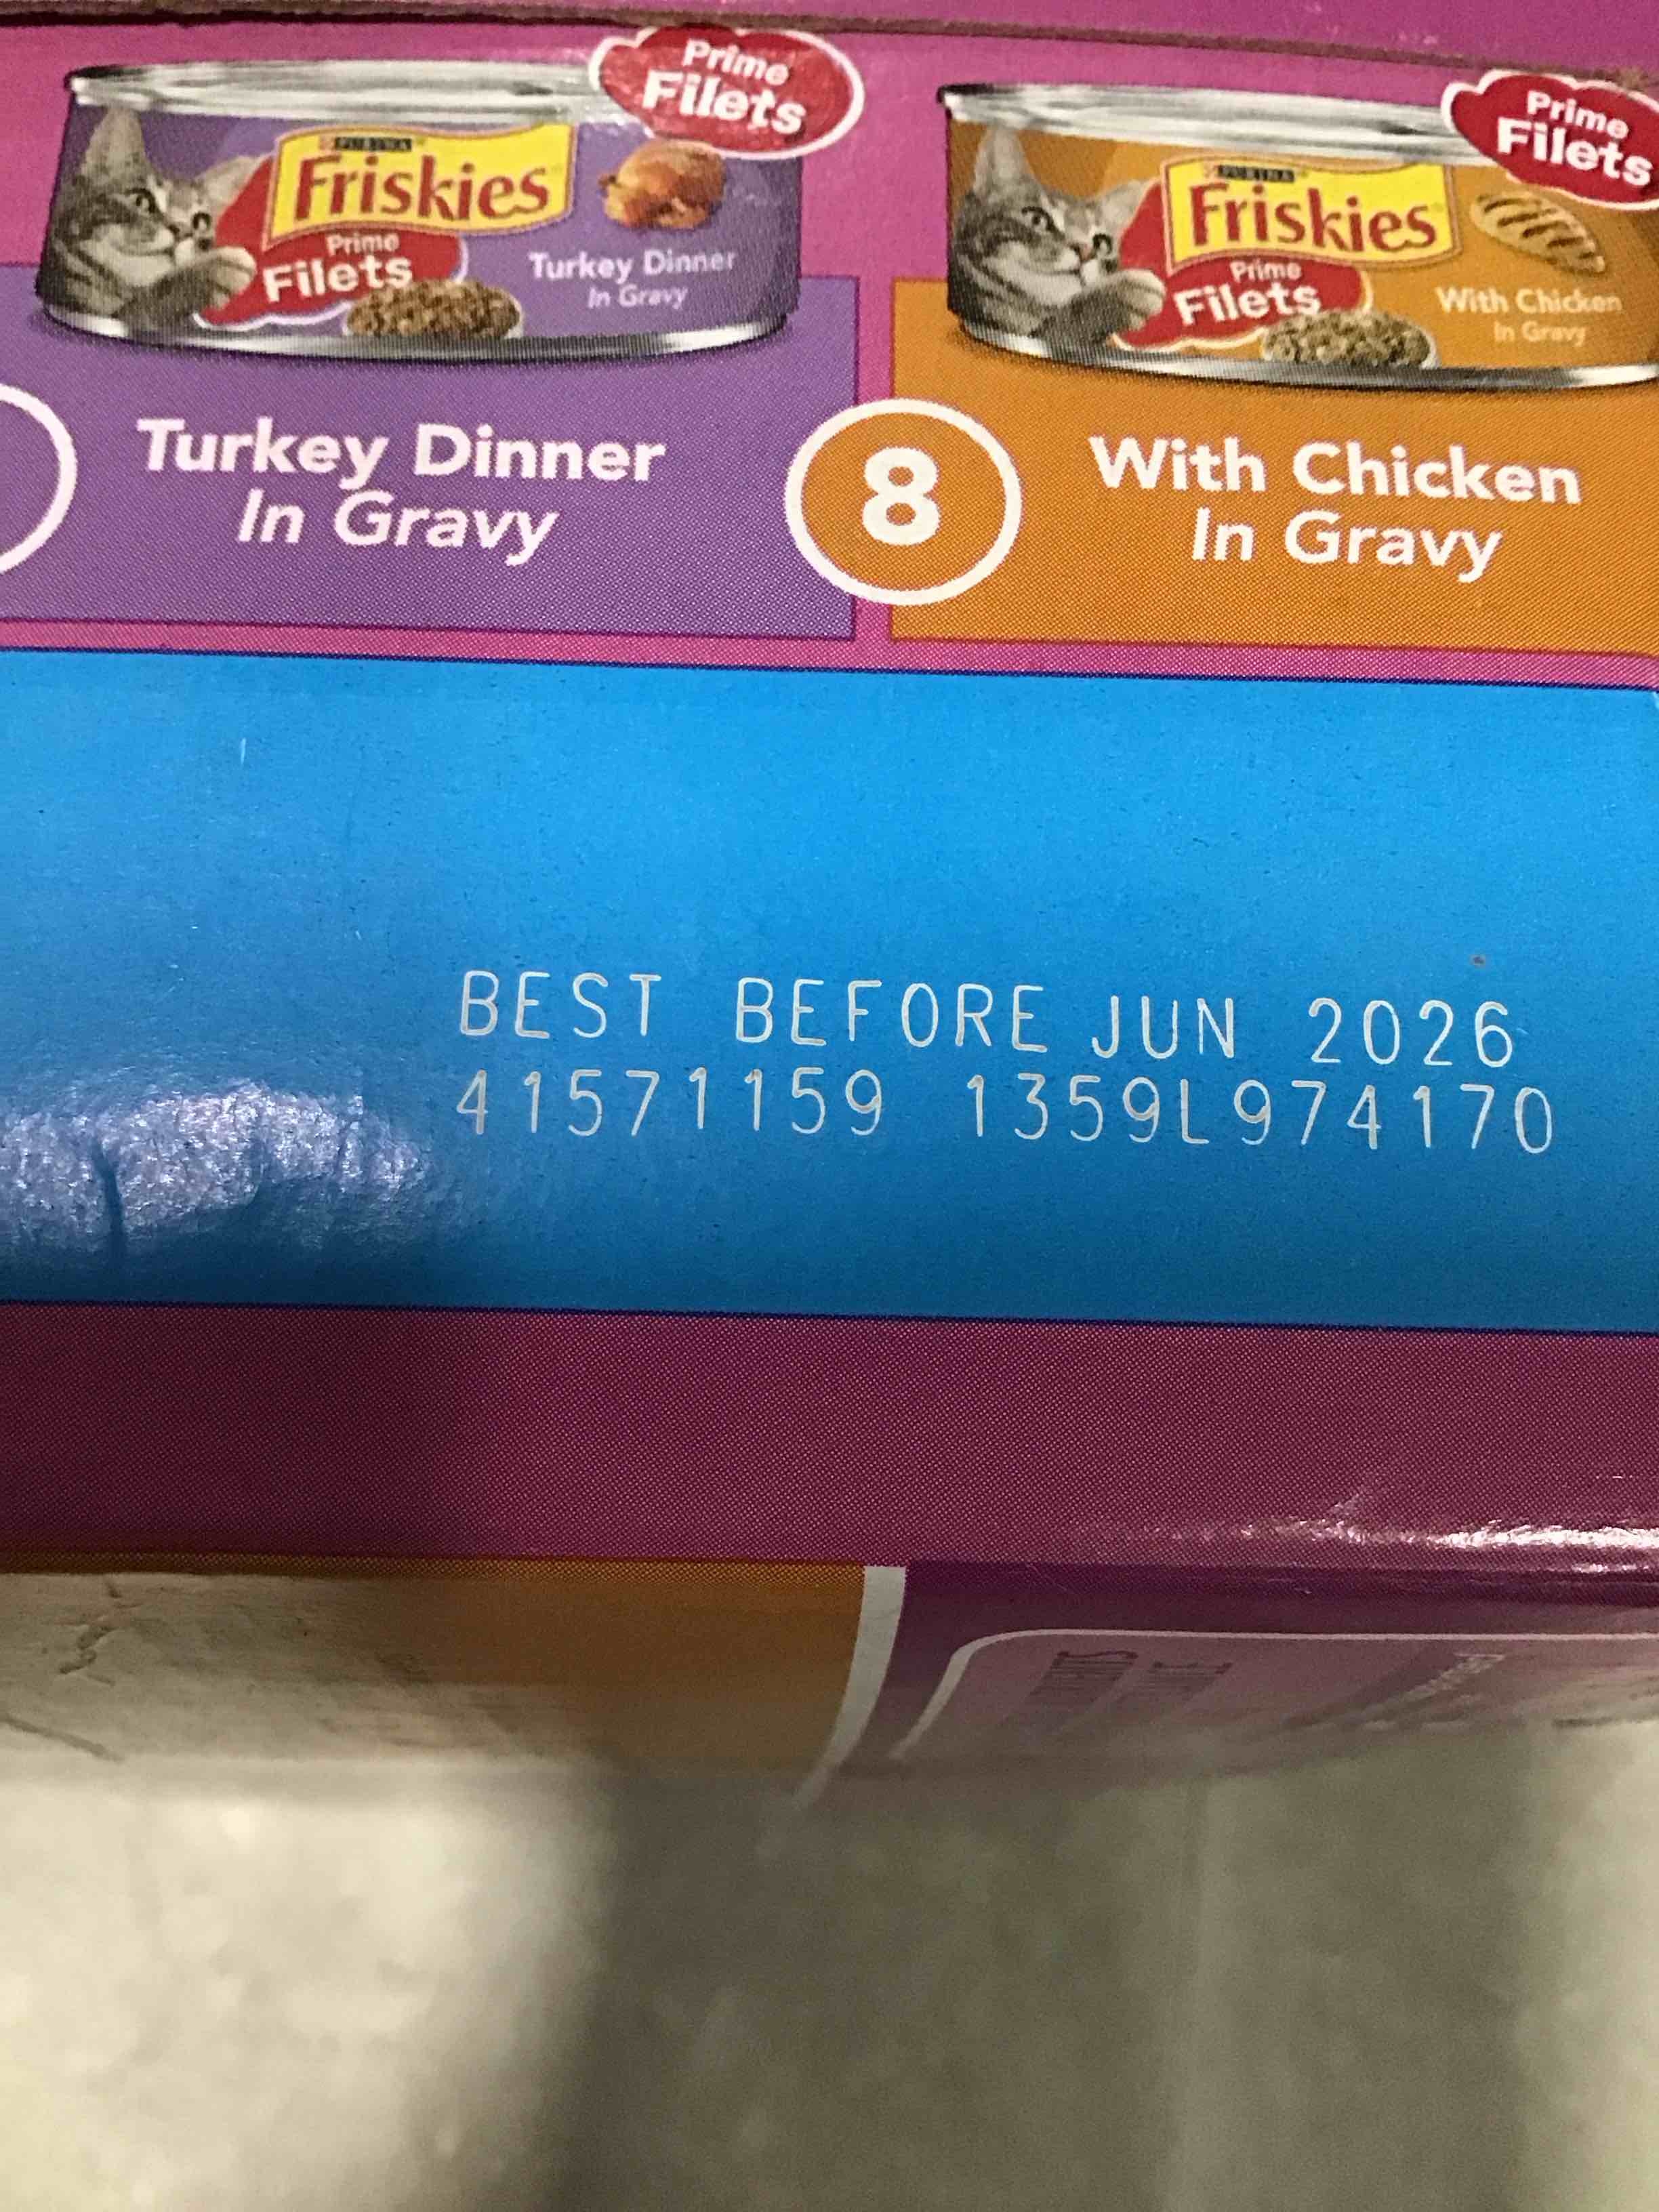 Prime
Filets
PURINA
Friskies
Prime
Filets
Turkey Dinner
In Gravy
Prime
Filets
PURINA
Friskies
Prime
Filets
With Chicken
In Gravy
Turkey Dinner
In Gravy
8
With Chicken
In Gravy
BEST BEFORE JUN 2026
41571159 1359L974170